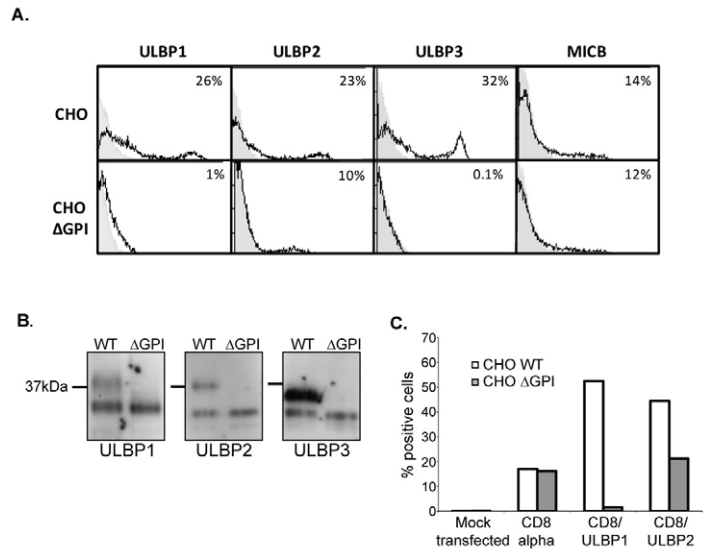 A.
ULBP1 ULBP2 ULBP3 MICB
CHO 26% 23% 32% 14%
CHO
ΔGPI 1% 10% 0.1% 12%
B.
WT ΔGPI WT ΔGPI WT ΔGPI
37kDa
ULBP1 ULBP2 ULBP3
C.
% positive cells
70
60
50
40
30
20
10
0
CHO WT
CHO ΔGPI
Mock CD8 CD8/ CD8/
transfected alpha ULBP1 ULBP2